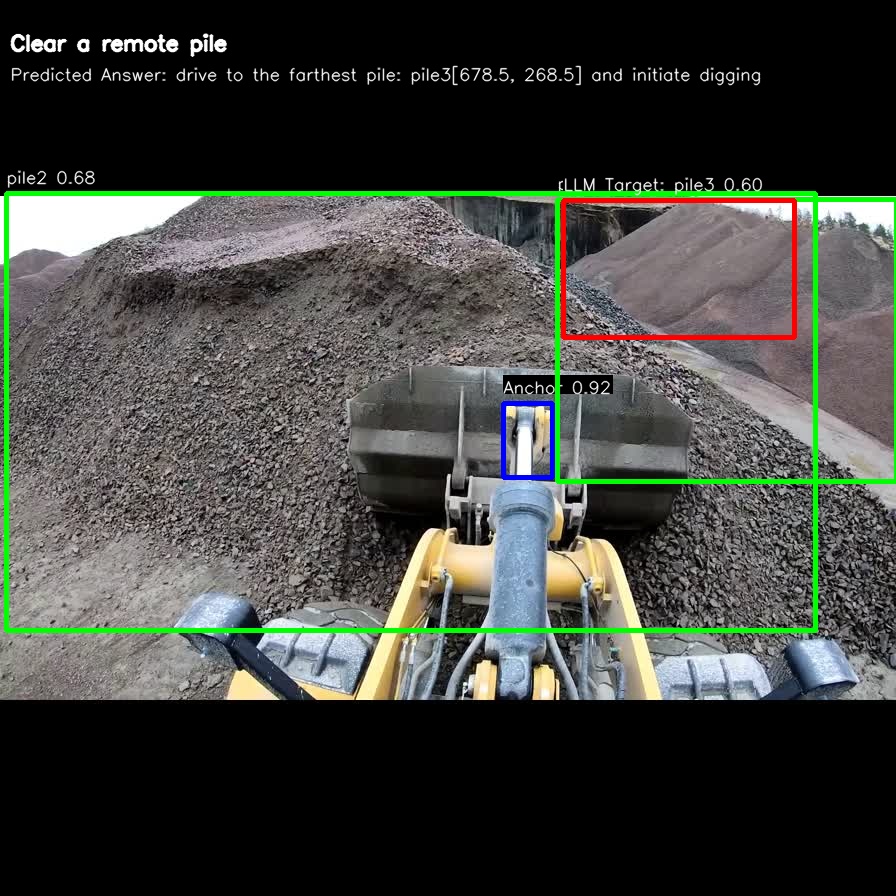 Clear a remote pile
Predicted Answer: drive to the farthest pile: pile3[678.5, 268.5] and initiate digging
pile2 0.68
LLM Target: pile3 0.60
Anchor 0.92